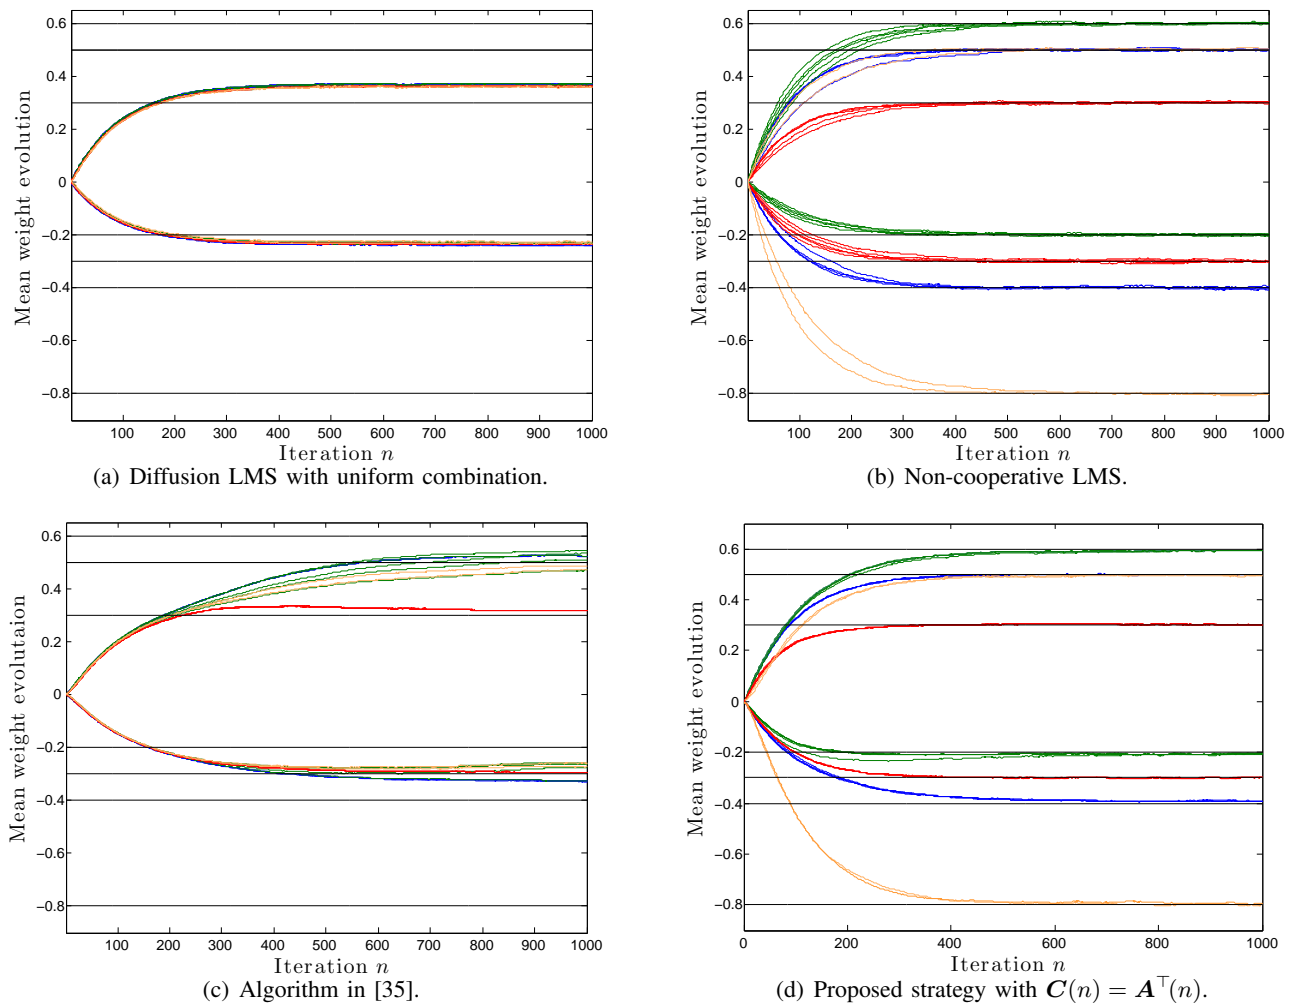 0.6
0.4
0.2
0
−0.2
−0.4
−0.6
−0.8
Mean weight evolution
100 200 300 400 500 600 700 800 900 1000
Iteration n
(a) Diffusion LMS with uniform combination.
0.6
0.4
0.2
0
−0.2
−0.4
−0.6
−0.8
Mean weight evolution
100 200 300 400 500 600 700 800 900 1000
Iteration n
(b) Non-cooperative LMS.
0.6
0.4
0.2
0
−0.2
−0.4
−0.6
−0.8
Mean weight evolutaion
100 200 300 400 500 600 700 800 900 1000
Iteration n
(c) Algorithm in [35].
0.6
0.4
0.2
0
−0.2
−0.4
−0.6
−0.8
Mean weight evolution
0 200 400 600 800 1000
Iteration n
(d) Proposed strategy with C(n) = A⊤(n).